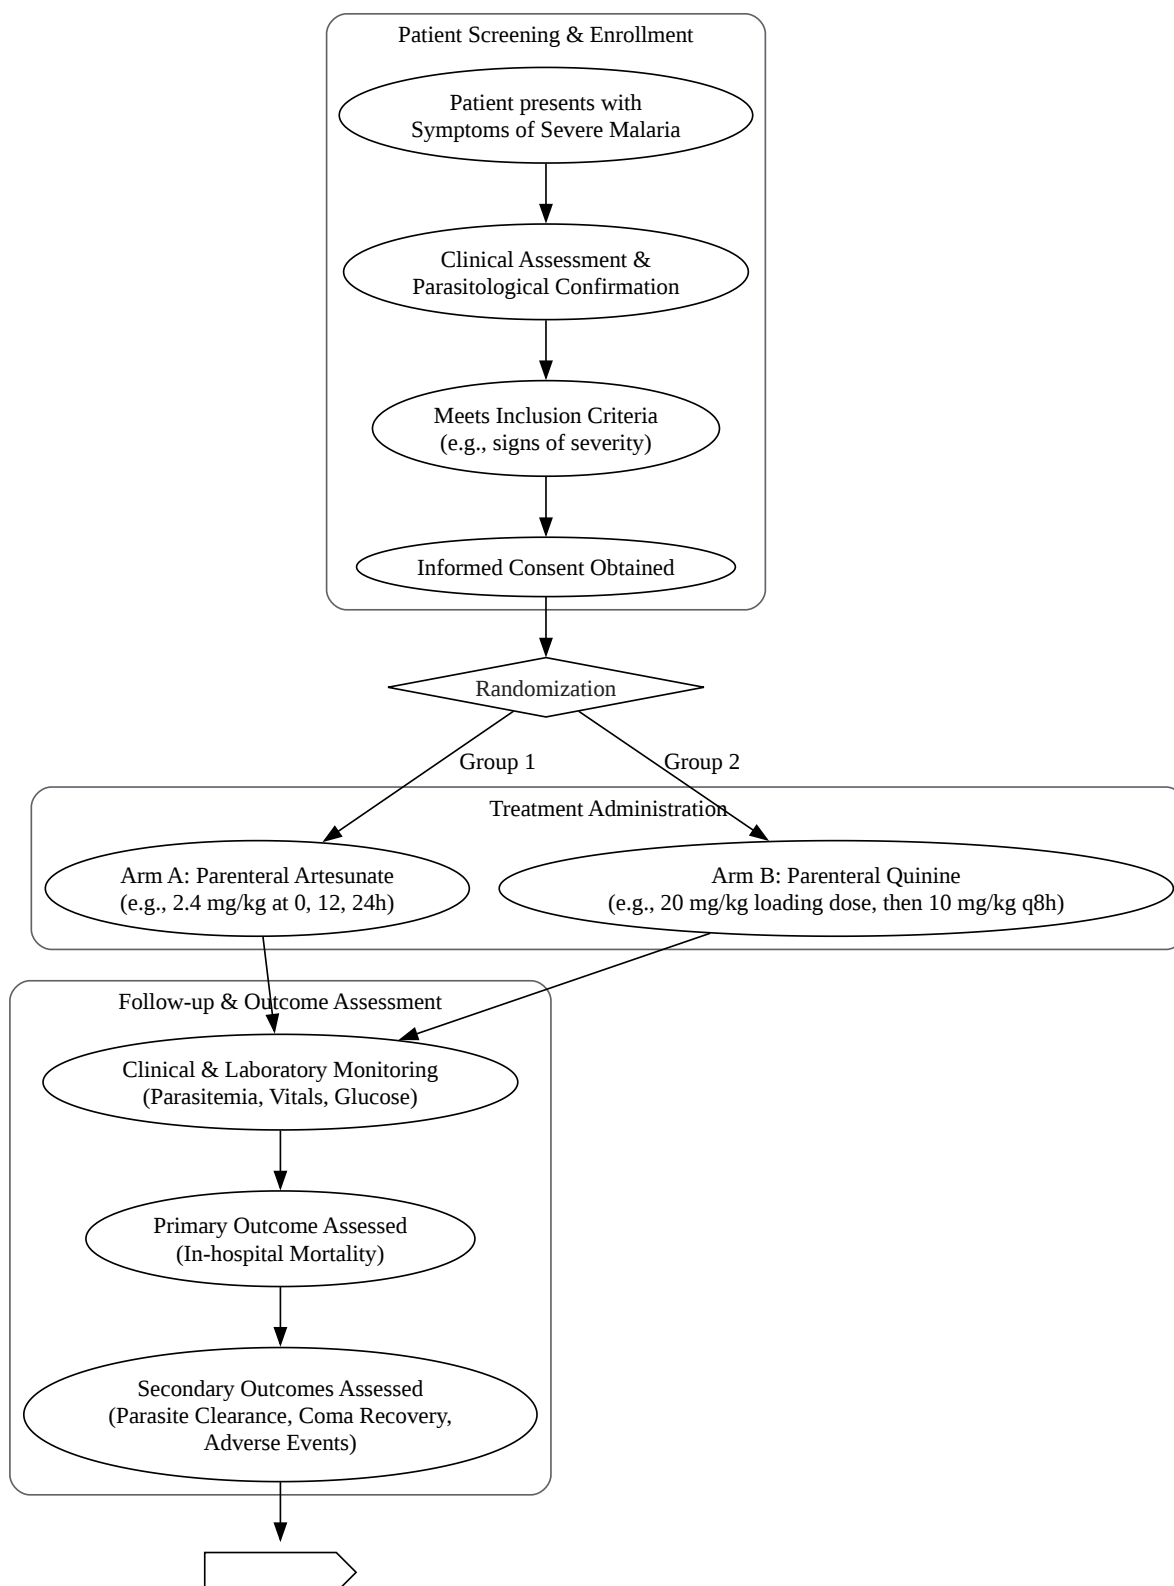 Patient Screening & Enrollment
Patient presents with
Symptoms of Severe Malaria
Clinical Assessment &
Parasitological Confirmation
Meets Inclusion Criteria
(e.g., signs of severity)
Informed Consent Obtained
Randomization
Group 1
Group 2
Treatment Administration
Arm A: Parenteral Artesunate
(e.g., 2.4 mg/kg at 0, 12, 24h)
Arm B: Parenteral Quinine
(e.g., 20 mg/kg loading dose, then 10 mg/kg q8h)
Follow-up & Outcome Assessment
Clinical & Laboratory Monitoring
(Parasitemia, Vitals, Glucose)
Primary Outcome Assessed
(In-hospital Mortality)
Secondary Outcomes Assessed
(Parasite Clearance, Coma Recovery,
Adverse Events)